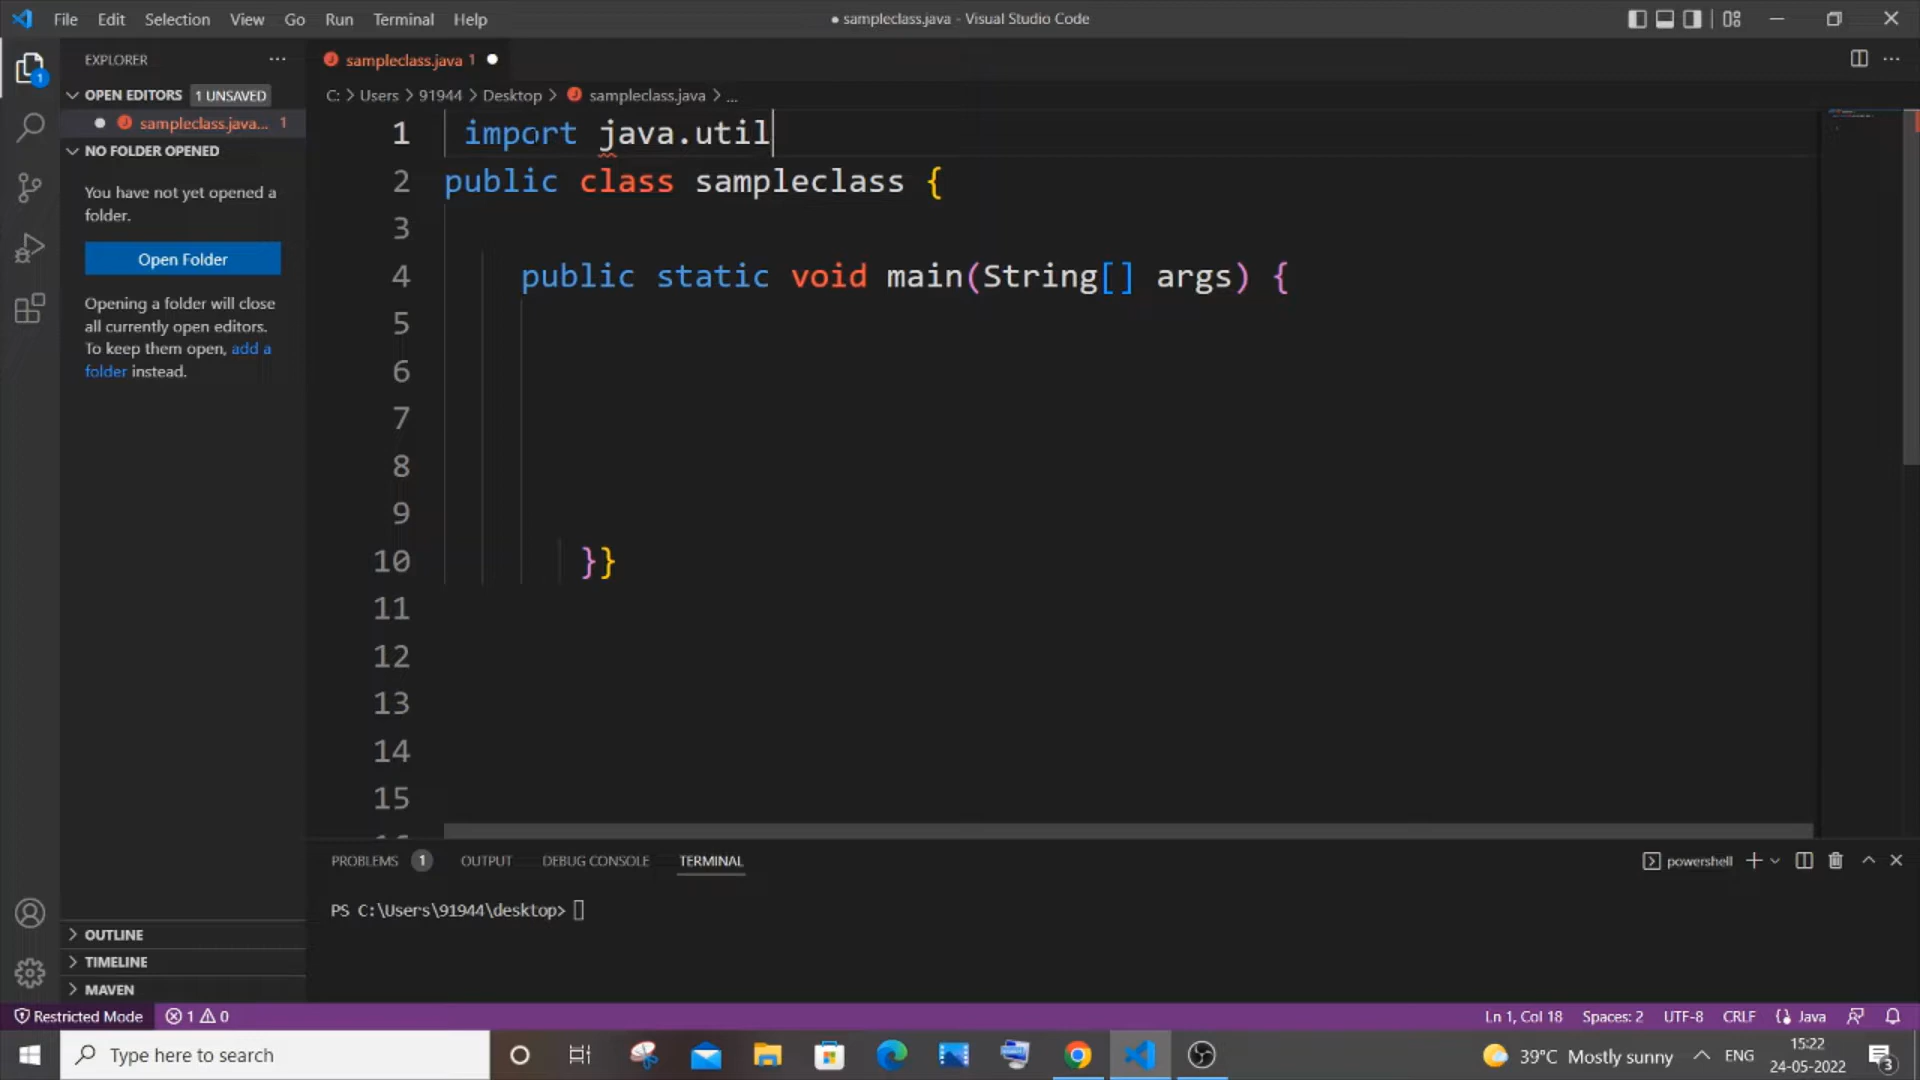 File Edit Selection View Go Run Terminal Help
● sampleclass.java - Visual Studio Code
EXPLORER
sampleclass.java 1
OPEN EDITORS 1 UNSAVED
C: > Users > 91944 > Desktop > sampleclass.java > ...
sampleclass.java... 1
NO FOLDER OPENED
You have not yet opened a
folder.
Open Folder
Opening a folder will close
all currently open editors.
To keep them open, add a
folder instead.
1 import java.util
2 public class sampleclass {
3
4 public static void main(String[] args) {
5
6
7
8
9
10 }}
11
12
13
14
15
PROBLEMS 1 OUTPUT DEBUG CONSOLE TERMINAL
powershell
PS C:\Users\91944\desktop>
OUTLINE
TIMELINE
MAVEN
Restricted Mode 1 0
Ln 1, Col 18 Spaces: 2 UTF-8 CRLF Java
Type here to search
39°C Mostly sunny ENG
15:22
24-05-2022
3